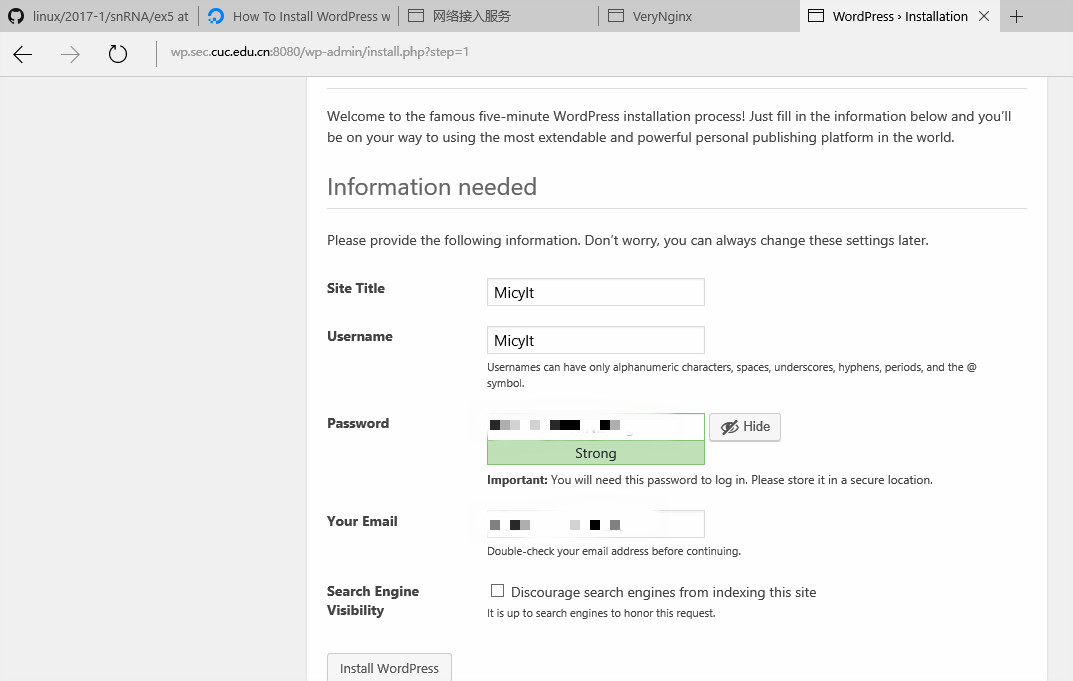 linux/2017-1/snRNA/ex5 at
How To Install WordPress w
网络接入服务
VeryNginx
WordPress › Installation
wp.sec.cuc.edu.cn:8080/wp-admin/install.php?step=1
Welcome to the famous five-minute WordPress installation process! Just fill in the information below and you’ll
be on your way to using the most extendable and powerful personal publishing platform in the world.
Information needed
Please provide the following information. Don’t worry, you can always change these settings later.
Site Title
MicyIt
Username
MicyIt
Usernames can have only alphanumeric characters, spaces, underscores, hyphens, periods, and the @
symbol.
Password
Hide
Strong
Important: You will need this password to log in. Please store it in a secure location.
Your Email
Double-check your email address before continuing.
Search Engine
Visibility
Discourage search engines from indexing this site
It is up to search engines to honor this request.
Install WordPress